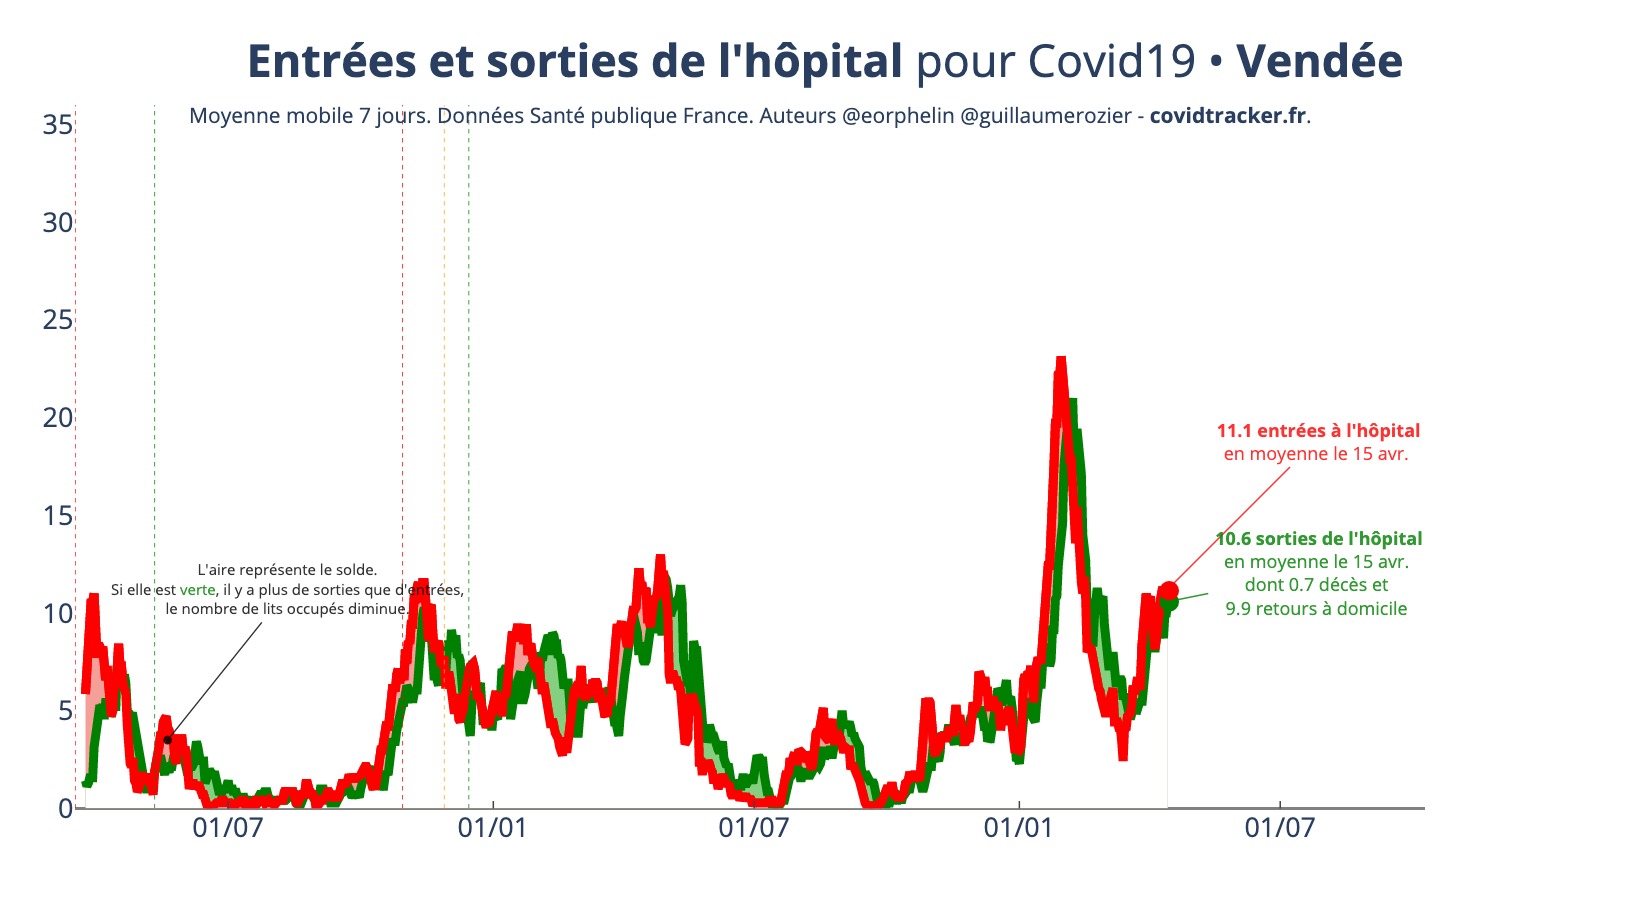 Entrées et sorties de l'hôpital pour Covid19 • Vendée
Moyenne mobile 7 jours. Données Santé publique France. Auteurs @eorphelin @guillaumerozier - covidtracker.fr.
35
30
25
20
15
10
5
0
L'aire représente le solde.
Si elle est verte, il y a plus de sorties que d'entrées,
le nombre de lits occupés diminue.
11.1 entrées à l'hôpital
en moyenne le 15 avr.
10.6 sorties de l'hôpital
en moyenne le 15 avr.
dont 0.7 décès et
9.9 retours à domicile
01/07
01/01
01/07
01/01
01/07